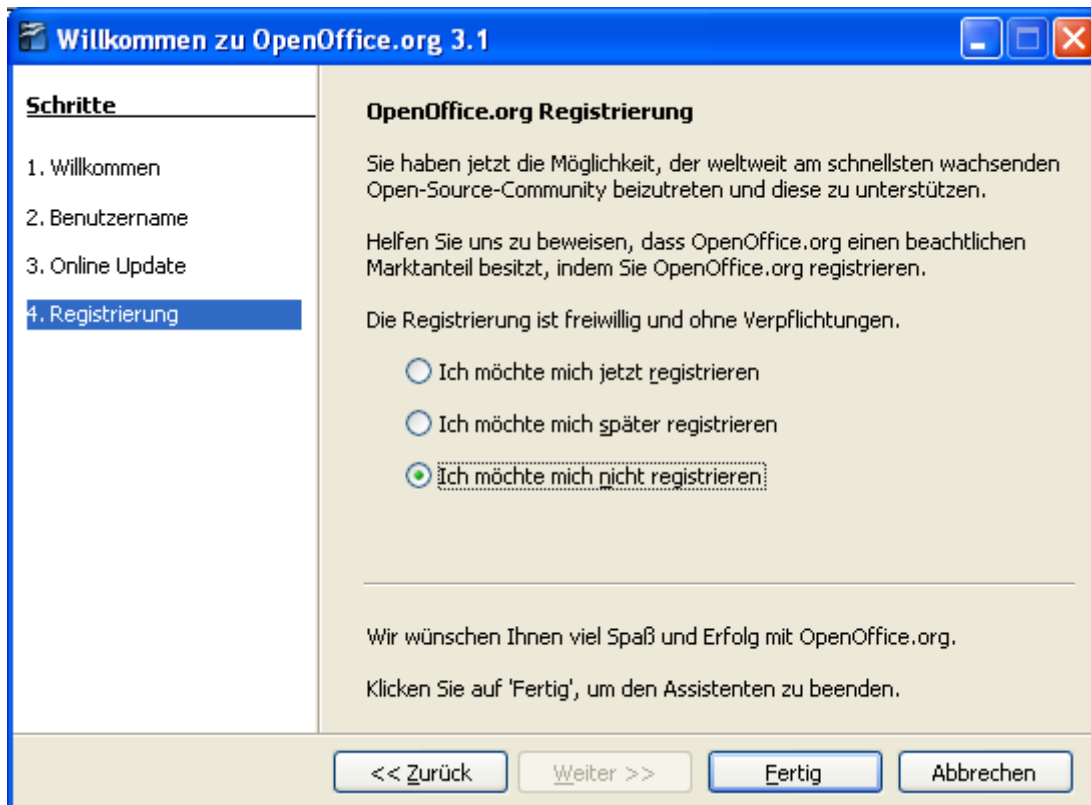 Willkommen zu OpenOffice.org 3.1
Schritte
1. Willkommen
2. Benutzername
3. Online Update
4. Registrierung
OpenOffice.org Registrierung
Sie haben jetzt die Möglichkeit, der weltweit am schnellsten wachsenden
Open-Source-Community beizutreten und diese zu unterstützen.
Helfen Sie uns zu beweisen, dass OpenOffice.org einen beachtlichen
Marktanteil besitzt, indem Sie OpenOffice.org registrieren.
Die Registrierung ist freiwillig und ohne Verpflichtungen.
Ich möchte mich jetzt registrieren
Ich möchte mich später registrieren
Ich möchte mich nicht registrieren
Wir wünschen Ihnen viel Spaß und Erfolg mit OpenOffice.org.
Klicken Sie auf 'Fertig', um den Assistenten zu beenden.
<< Zurück
Weiter >>
Fertig
Abbrechen